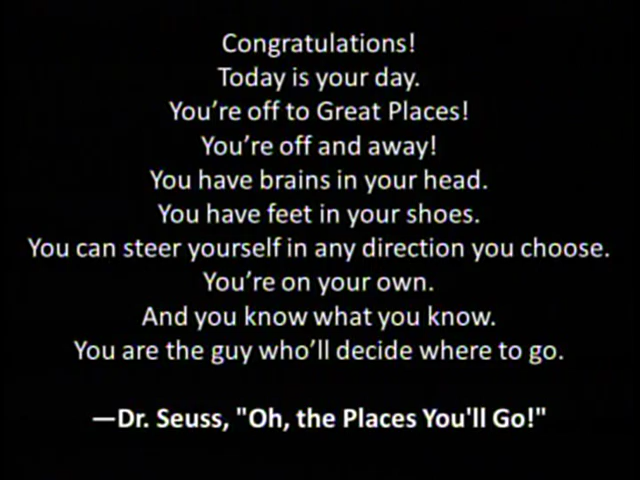 Congratulations!
Today is your day.
You’re off to Great Places!
You’re off and away!
You have brains in your head.
You have feet in your shoes.
You can steer yourself in any direction you choose.
You’re on your own.
And you know what you know.
You are the guy who’ll decide where to go.
—Dr. Seuss, "Oh, the Places You'll Go!"